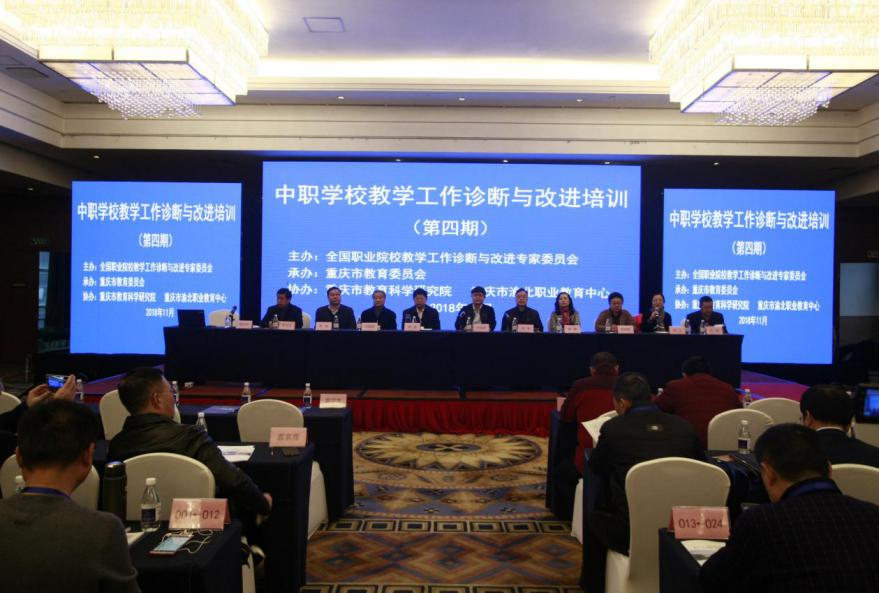 中职学校教学工作诊断与改进培训
（第四期）
主办：全国职业院校教学工作诊断与改进专家委员会
承办：重庆市教育委员会
协办：重庆市教育科学研究院 重庆市渝北职业教育中心
2018年11月
中职学校教学工作诊断与改进培训
（第四期）
主办：全国职业院校教学工作诊断与改进专家委员会
承办：重庆市教育委员会
协办：重庆市教育科学研究院 重庆市渝北职业教育中心
2018年
中职学校教学工作诊断与改进培训
（第四期）
主办：全国职业院校教学工作诊断与改进专家委员会
承办：重庆市教育委员会
协办：重庆市教育科学研究院 重庆市渝北职业教育中心
2018年11月
嘉宾席
001--012
013--024